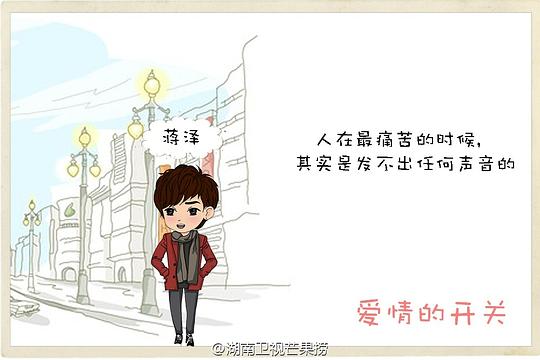 蒋泽
人在最痛苦的时候,
其实是发不出任何声音的
爱情的开关
@湖南卫视芒果捞